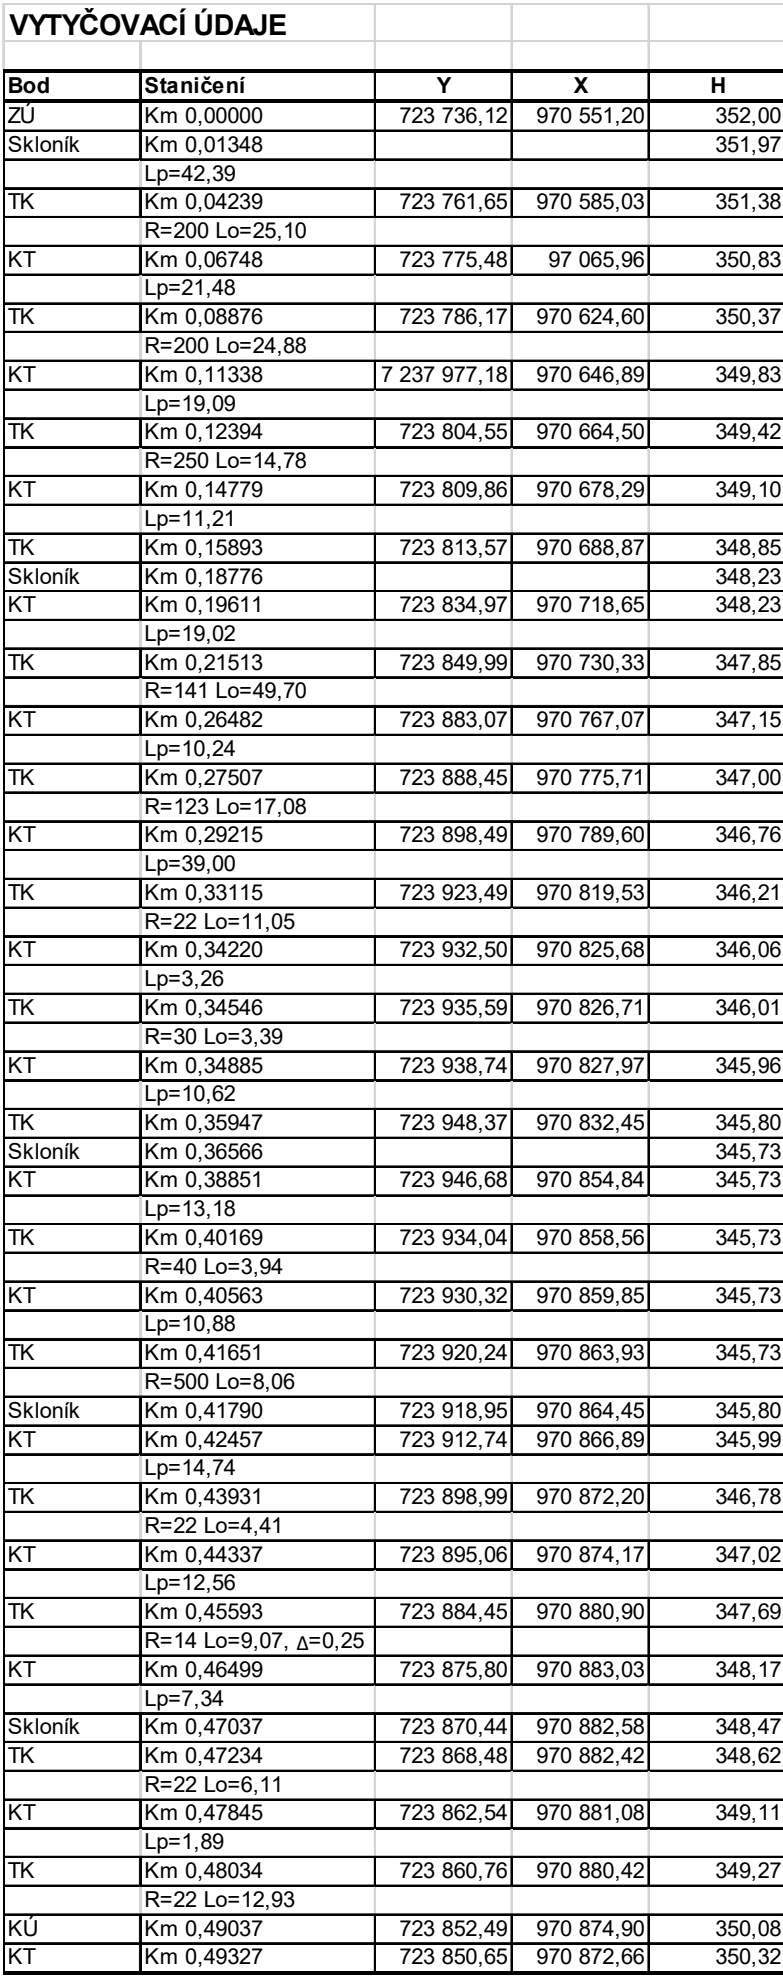 VYTYČOVACÍ ÚDAJE
Bod Staničení Y X H
ZÚ Km 0,00000 723 736,12 970 551,20 352,00
Skloník Km 0,01348 351,97
Lp=42,39
TK Km 0,04239 723 761,65 970 585,03 351,38
R=200 Lo=25,10
KT Km 0,06748 723 775,48 97 065,96 350,83
Lp=21,48
TK Km 0,08876 723 786,17 970 624,60 350,37
R=200 Lo=24,88
KT Km 0,11338 7 237 977,18 970 646,89 349,83
Lp=19,09
TK Km 0,12394 723 804,55 970 664,50 349,42
R=250 Lo=14,78
KT Km 0,14779 723 809,86 970 678,29 349,10
Lp=11,21
TK Km 0,15893 723 813,57 970 688,87 348,85
Skloník Km 0,18776 348,23
KT Km 0,19611 723 834,97 970 718,65 348,23
Lp=19,02
TK Km 0,21513 723 849,99 970 730,33 347,85
R=141 Lo=49,70
KT Km 0,26482 723 883,07 970 767,07 347,15
Lp=10,24
TK Km 0,27507 723 888,45 970 775,71 347,00
R=123 Lo=17,08
KT Km 0,29215 723 898,49 970 789,60 346,76
Lp=39,00
TK Km 0,33115 723 923,49 970 819,53 346,21
R=22 Lo=11,05
KT Km 0,34220 723 932,50 970 825,68 346,06
Lp=3,26
TK Km 0,34546 723 935,59 970 826,71 346,01
R=30 Lo=3,39
KT Km 0,34885 723 938,74 970 827,97 345,96
Lp=10,62
TK Km 0,35947 723 948,37 970 832,45 345,80
Skloník Km 0,36566 345,73
KT Km 0,38851 723 946,68 970 854,84 345,73
Lp=13,18
TK Km 0,40169 723 934,04 970 858,56 345,73
R=40 Lo=3,94
KT Km 0,40563 723 930,32 970 859,85 345,73
Lp=10,88
TK Km 0,41651 723 920,24 970 863,93 345,73
R=500 Lo=8,06
Skloník Km 0,41790 723 918,95 970 864,45 345,80
KT Km 0,42457 723 912,74 970 866,89 345,99
Lp=14,74
TK Km 0,43931 723 898,99 970 872,20 346,78
R=22 Lo=4,41
KT Km 0,44337 723 895,06 970 874,17 347,02
Lp=12,56
TK Km 0,45593 723 884,45 970 880,90 347,69
R=14 Lo=9,07, Δ=0,25
KT Km 0,46499 723 875,80 970 883,03 348,17
Lp=7,34
Skloník Km 0,47037 723 870,44 970 882,58 348,47
TK Km 0,47234 723 868,48 970 882,42 348,62
R=22 Lo=6,11
KT Km 0,47845 723 862,54 970 881,08 349,11
Lp=1,89
TK Km 0,48034 723 860,76 970 880,42 349,27
R=22 Lo=12,93
KÚ Km 0,49037 723 852,49 970 874,90 350,08
KT Km 0,49327 723 850,65 970 872,66 350,32